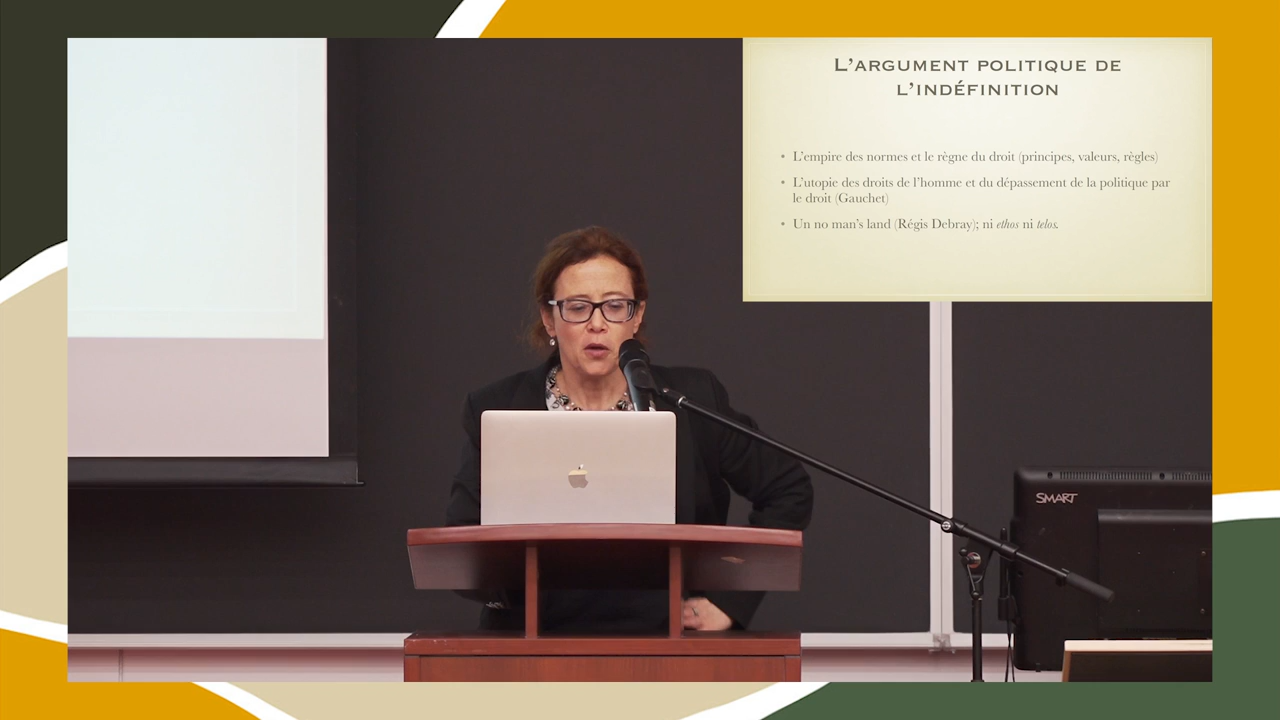 L'ARGUMENT POLITIQUE DE
L'INDÉFINITION
• L'empire des normes et le règne du droit (principes, valeurs, règles)
• L'utopie des droits de l'homme et du dépassement de la politique par
le droit (Gauchet)
• Un no man's land (Régis Debray); ni ethos ni telos.
SMART